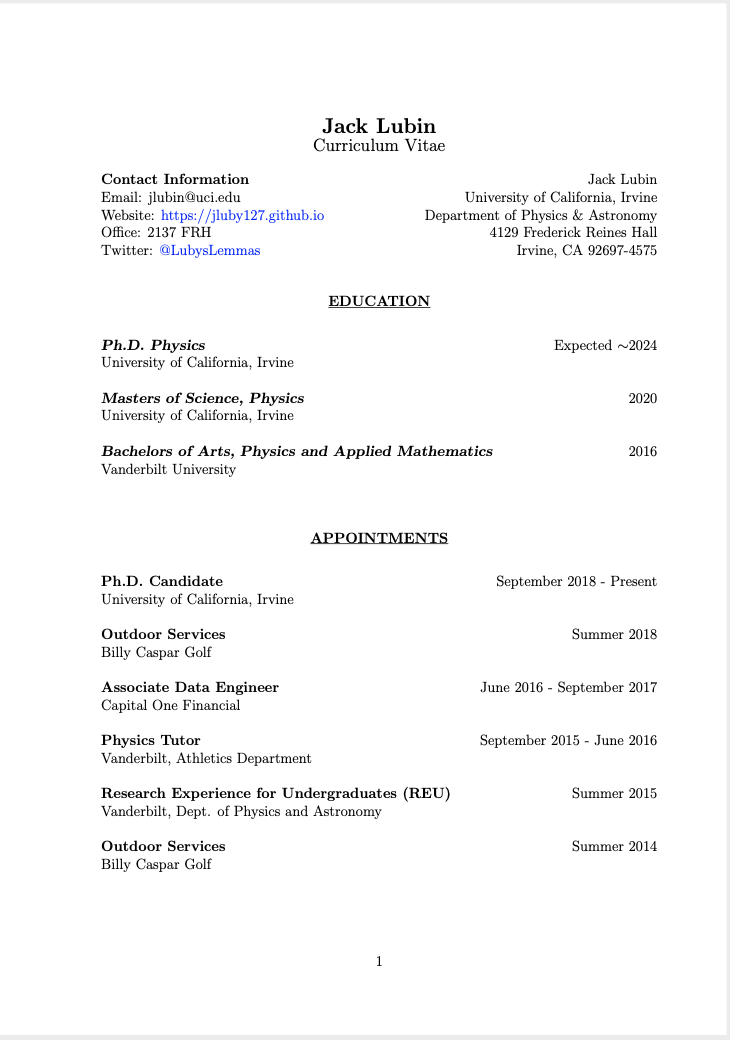 Jack Lubin
Curriculum Vitae
Contact Information Jack Lubin
Email: jlubin@uci.edu University of California, Irvine
Website: https://jluby127.github.io Department of Physics & Astronomy
Office: 2137 FRH 4129 Frederick Reines Hall
Twitter: @LubysLemmas Irvine, CA 92697-4575
EDUCATION
Ph.D. Physics Expected ~2024
University of California, Irvine
Masters of Science, Physics 2020
University of California, Irvine
Bachelors of Arts, Physics and Applied Mathematics 2016
Vanderbilt University
APPOINTMENTS
Ph.D. Candidate September 2018 - Present
University of California, Irvine
Outdoor Services Summer 2018
Billy Caspar Golf
Associate Data Engineer June 2016 - September 2017
Capital One Financial
Physics Tutor September 2015 - June 2016
Vanderbilt, Athletics Department
Research Experience for Undergraduates (REU) Summer 2015
Vanderbilt, Dept. of Physics and Astronomy
Outdoor Services Summer 2014
Billy Caspar Golf
1